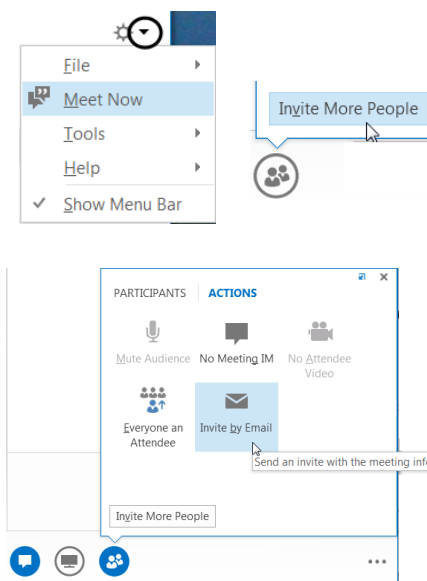 File
Meet Now
Tools
Help
Show Menu Bar
Invite More People
PARTICIPANTS
ACTIONS
Mute Audience
No Meeting IM
No Attendee
Video
Everyone an
Attendee
Invite by Email
Send an invite with the meeting
Invite More People